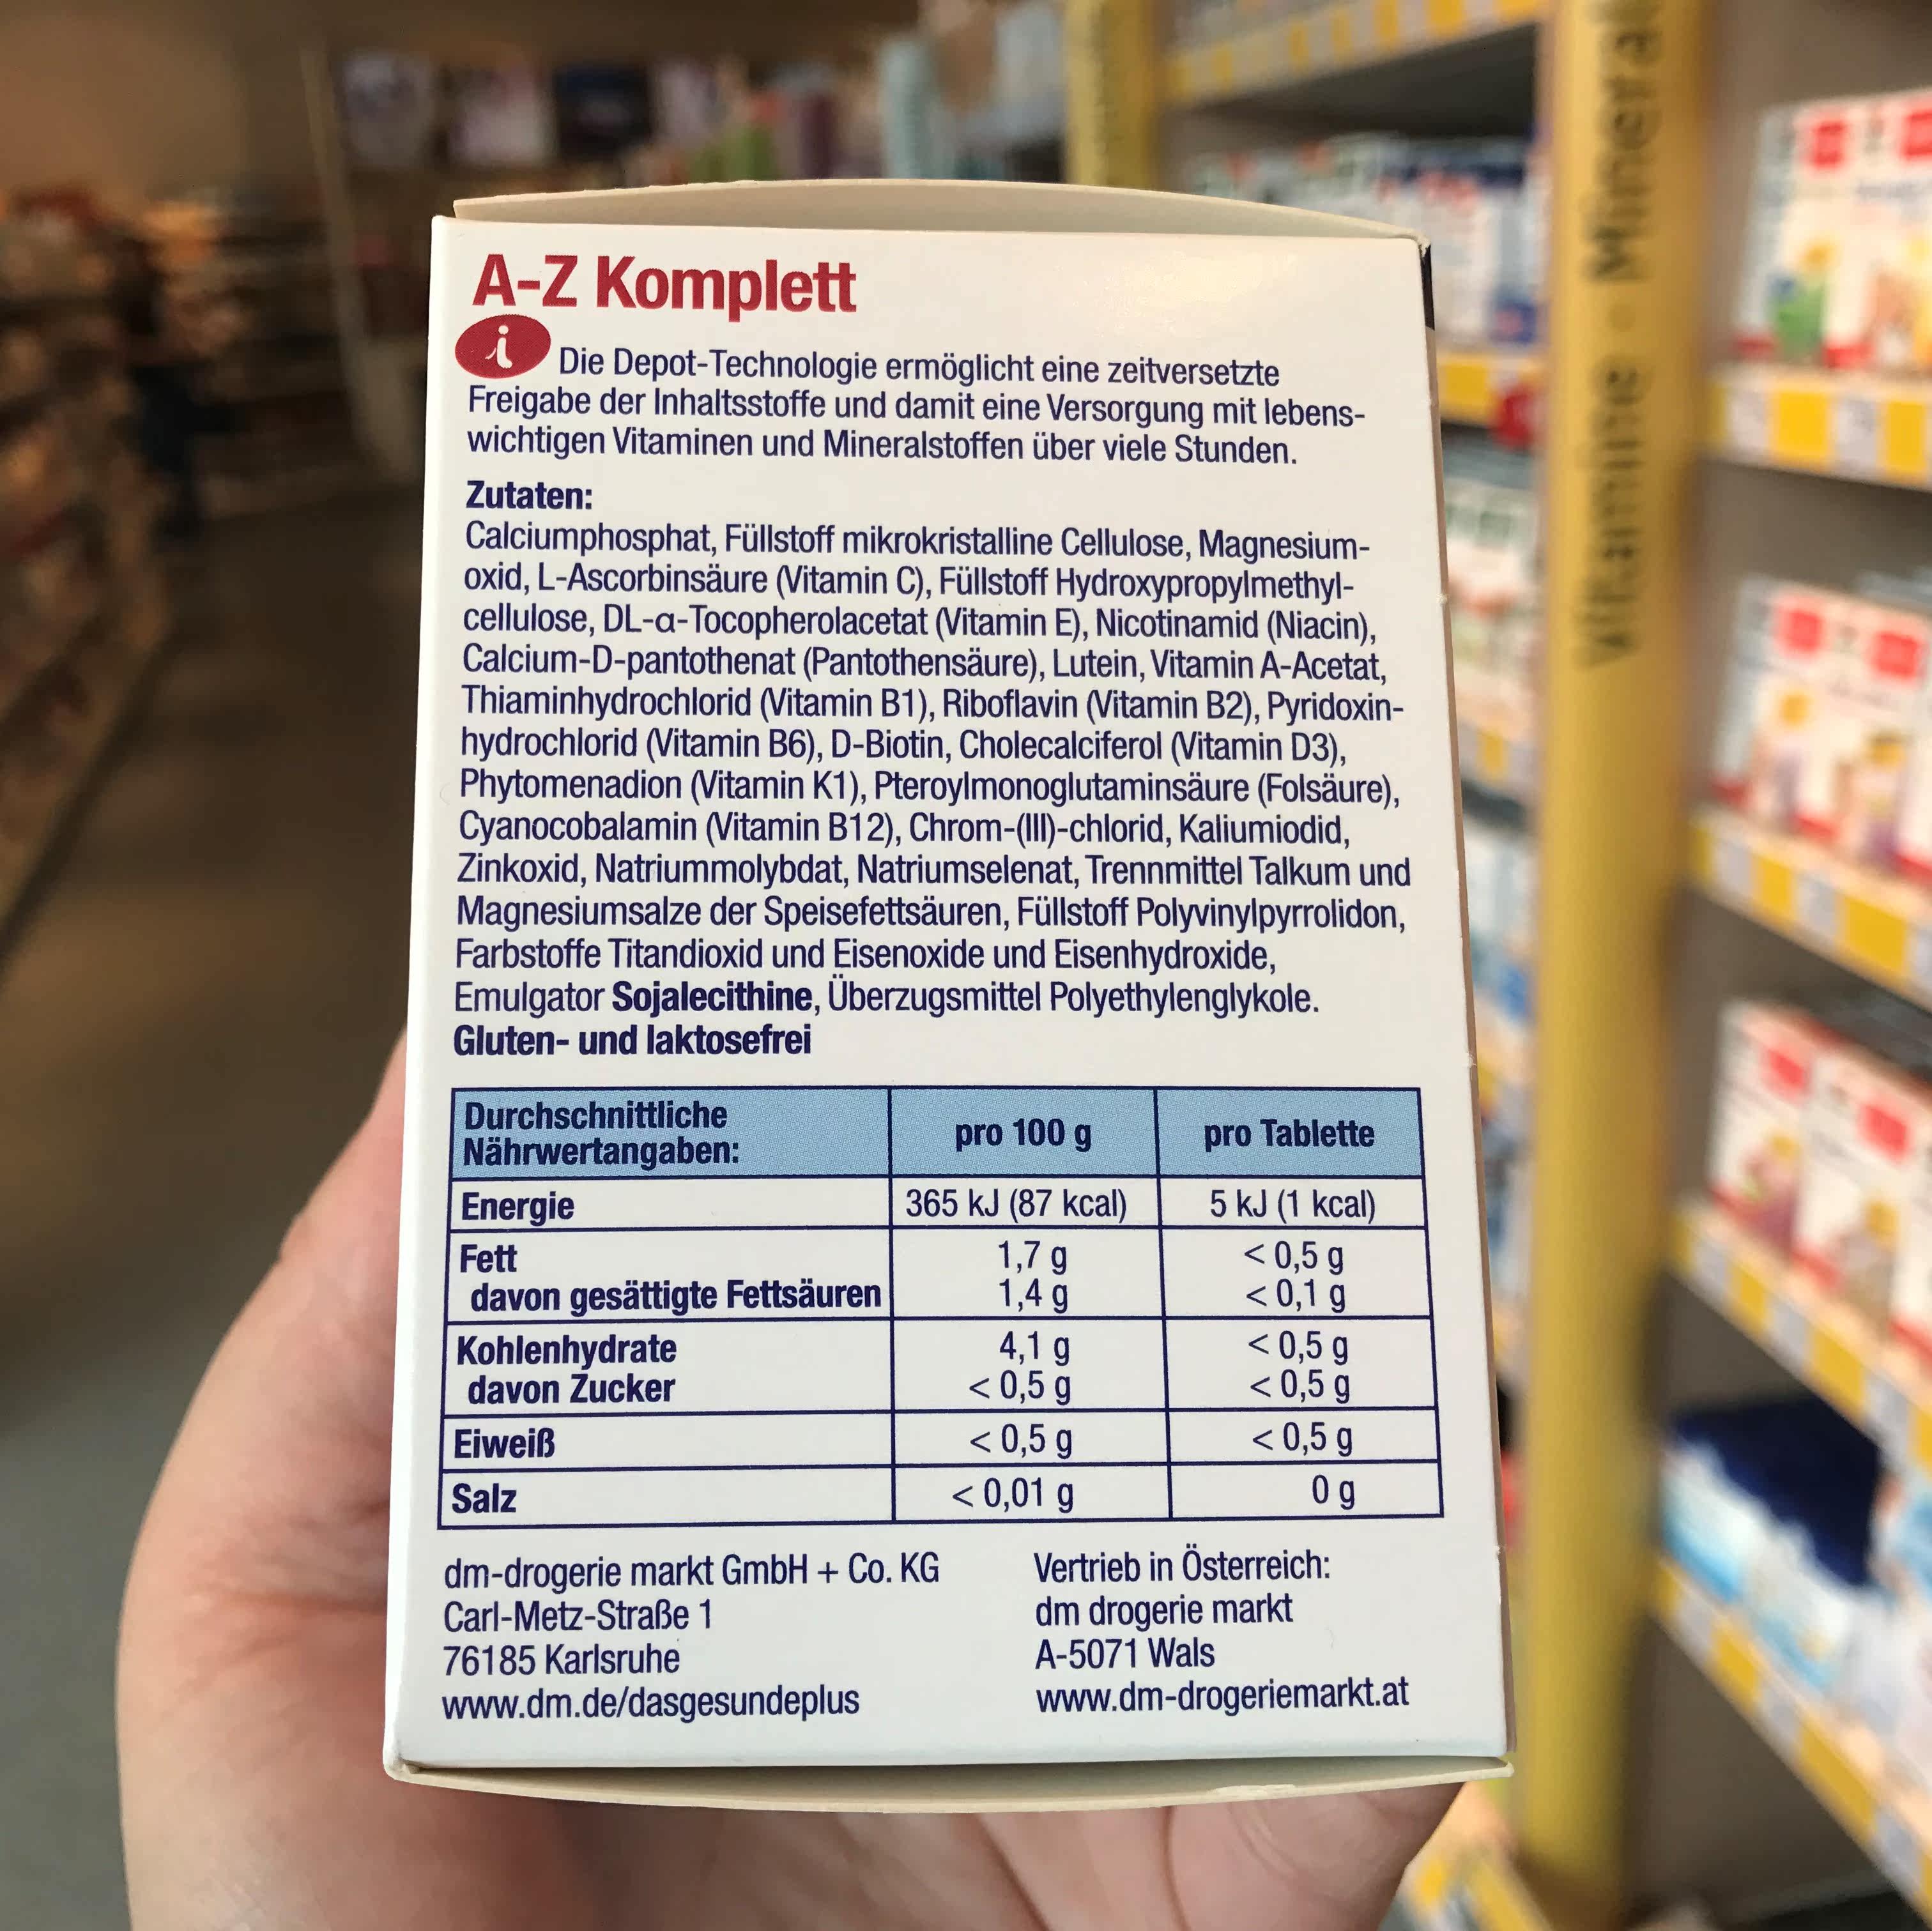 A-Z Komplett
i Die Depot-Technologie ermöglicht eine zeitversetzte
Freigabe der Inhaltsstoffe und damit eine Versorgung mit lebens-
wichtigen Vitaminen und Mineralstoffen über viele Stunden.
Zutaten:
Calciumphosphat, Füllstoff mikrokristalline Cellulose, Magnesium-
oxid, L-Ascorbinsäure (Vitamin C), Füllstoff Hydroxypropylmethyl-
cellulose, DL-α-Tocopherolacetat (Vitamin E), Nicotinamid (Niacin),
Calcium-D-pantothenat (Pantothensäure), Lutein, Vitamin A-Acetat,
Thiaminhydrochlorid (Vitamin B1), Riboflavin (Vitamin B2), Pyridoxin-
hydrochlorid (Vitamin B6), D-Biotin, Cholecalciferol (Vitamin D3),
Phytomenadion (Vitamin K1), Pteroylmonoglutaminsäure (Folsäure),
Cyanocobalamin (Vitamin B12), Chrom-(III)-chlorid, Kaliumiodid,
Zinkoxid, Natriummolybdat, Natriumselenat, Trennmittel Talkum und
Magnesiumsalze der Speisefettsäuren, Füllstoff Polyvinylpyrrolidon,
Farbstoffe Titandioxid und Eisenoxide und Eisenhydroxide,
Emulgator Sojalecithine, Überzugsmittel Polyethylenglykole.
Gluten- und laktosefrei
Durchschnittliche
Nährwertangaben: pro 100 g pro Tablette
Energie 365 kJ (87 kcal) 5 kJ (1 kcal)
Fett 1,7 g < 0,5 g
davon gesättigte Fettsäuren 1,4 g < 0,1 g
Kohlenhydrate 4,1 g < 0,5 g
davon Zucker < 0,5 g < 0,5 g
Eiweiß < 0,5 g < 0,5 g
Salz < 0,01 g 0 g
dm-drogerie markt GmbH + Co. KG
Carl-Metz-Straße 1
76185 Karlsruhe
www.dm.de/dasgesundeplus
Vertrieb in Österreich:
dm drogerie markt
A-5071 Wals
www.dm-drogeriemarkt.at
Vitamine · Mineral